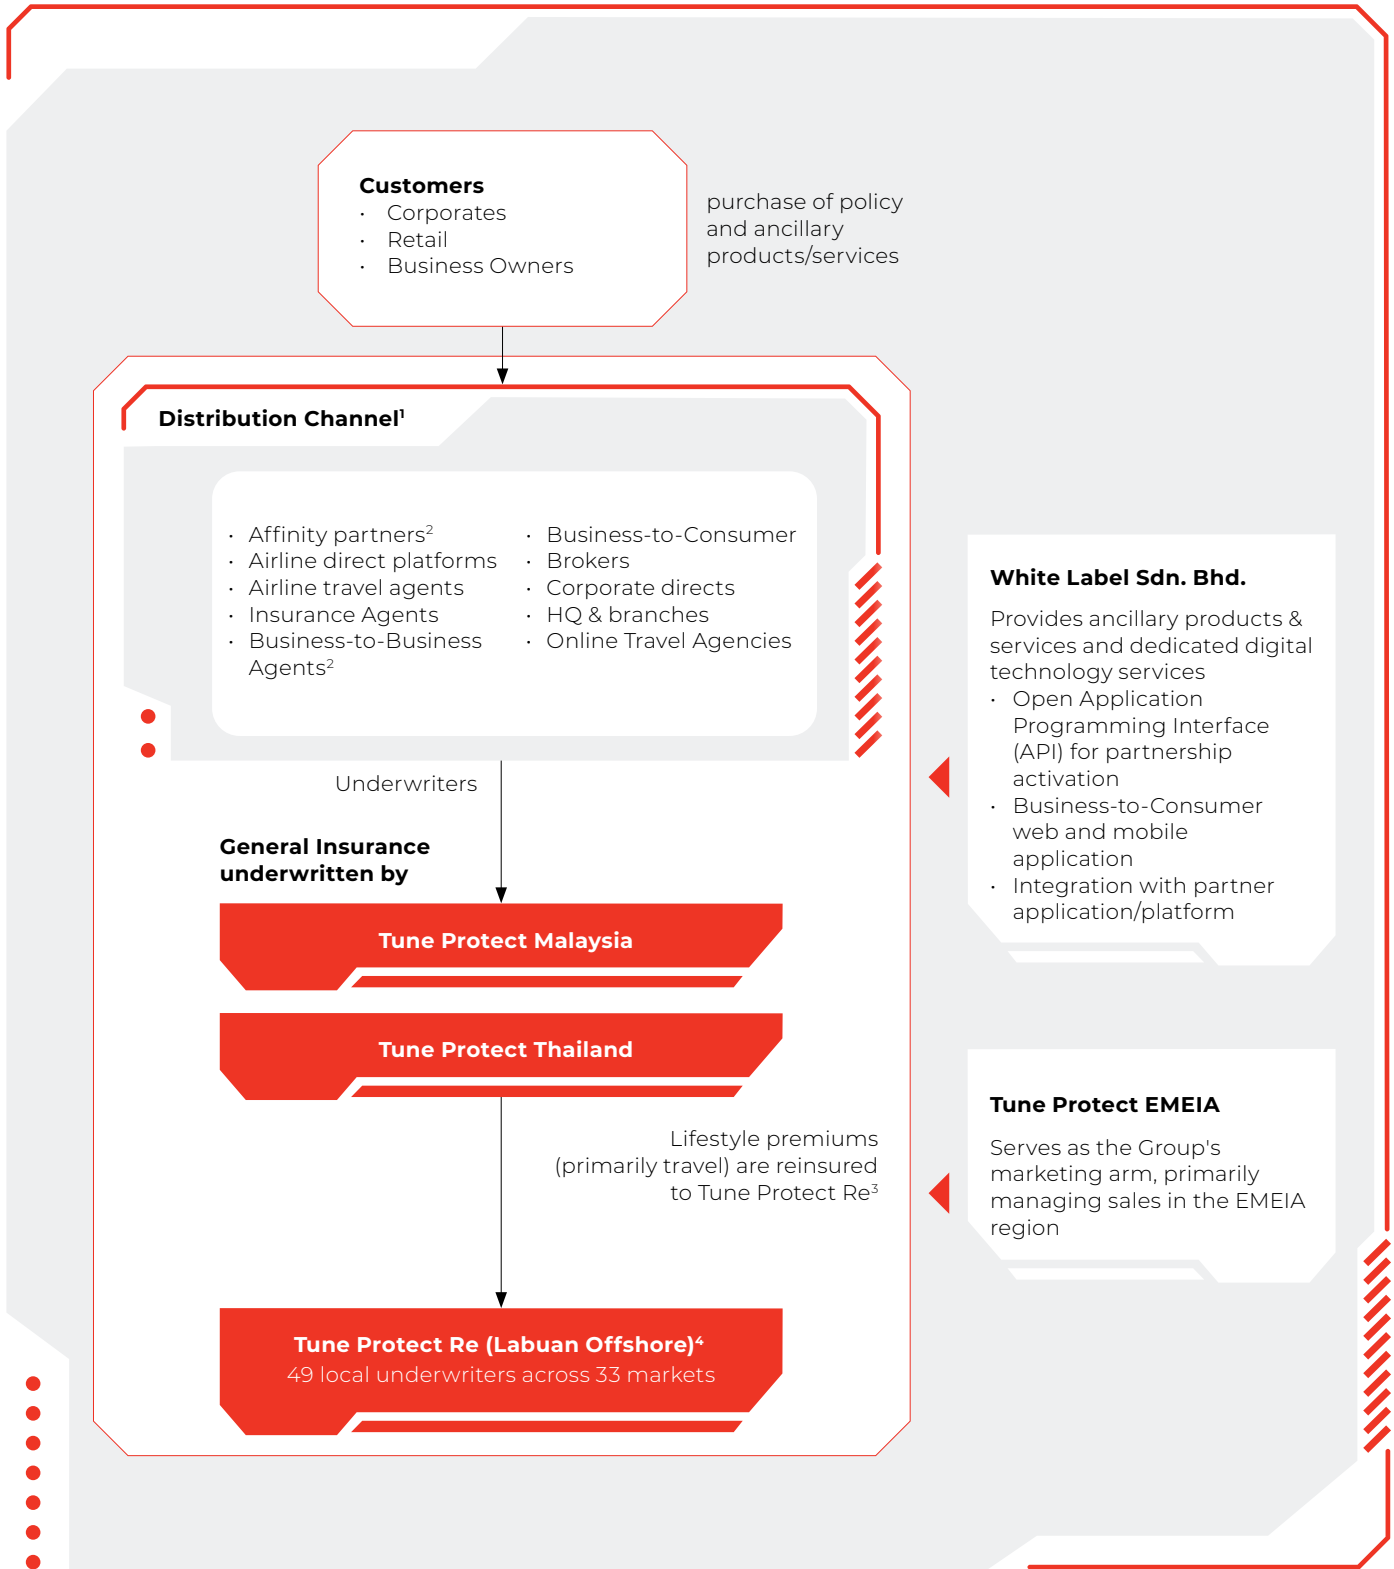 Customers
· Corporates
· Retail
· Business Owners
purchase of policy
and ancillary
products/services
Distribution Channel¹
· Affinity partners²
· Airline direct platforms
· Airline travel agents
· Insurance Agents
· Business-to-Business
Agents²
· Business-to-Consumer
· Brokers
· Corporate directs
· HQ & branches
· Online Travel Agencies
Underwriters
General Insurance
underwritten by
Tune Protect Malaysia
Tune Protect Thailand
Lifestyle premiums
(primarily travel) are reinsured
to Tune Protect Re³
Tune Protect Re (Labuan Offshore)⁴
49 local underwriters across 33 markets
White Label Sdn. Bhd.
Provides ancillary products &
services and dedicated digital
technology services
· Open Application
Programming Interface
(API) for partnership
activation
· Business-to-Consumer
web and mobile
application
· Integration with partner
application/platform
Tune Protect EMEIA
Serves as the Group's
marketing arm, primarily
managing sales in the EMEIA
region